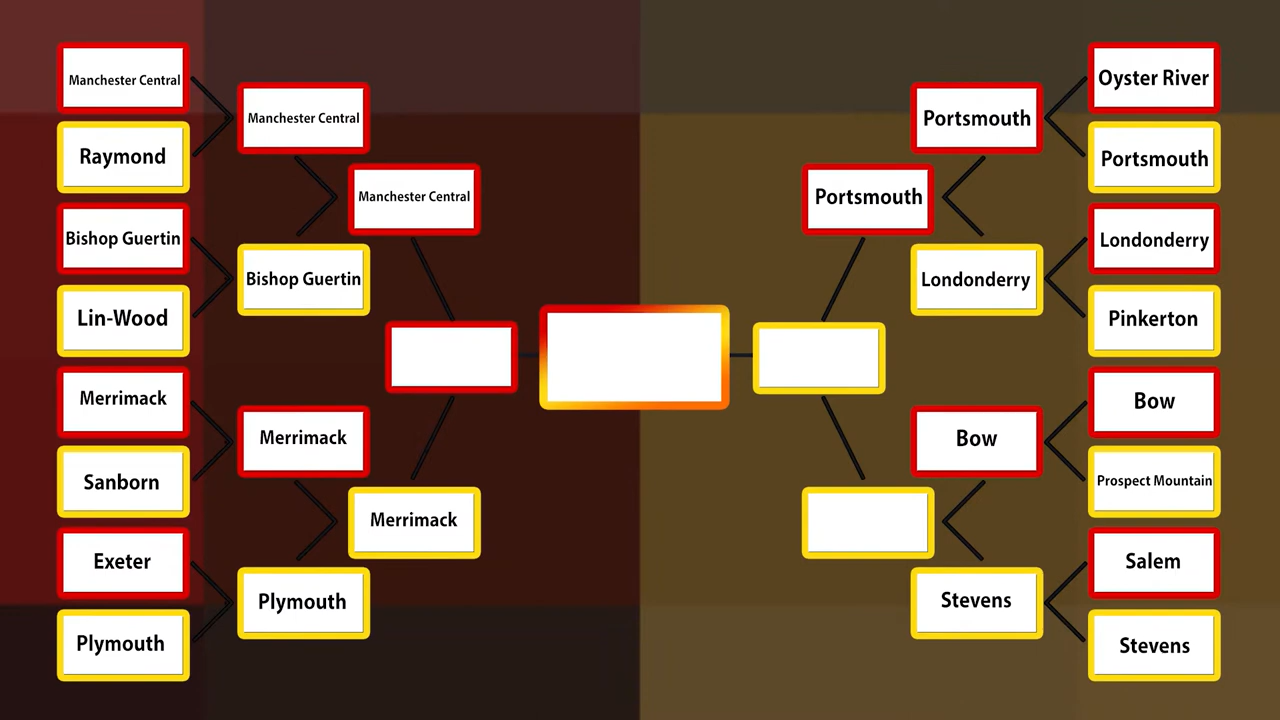 Manchester Central
Raymond
Bishop Guertin
Lin-Wood
Merrimack
Sanborn
Exeter
Plymouth
Manchester Central
Bishop Guertin
Merrimack
Plymouth
Manchester Central
Merrimack
Portsmouth
Portsmouth
Londonderry
Bow
Stevens
Oyster River
Portsmouth
Londonderry
Pinkerton
Bow
Prospect Mountain
Salem
Stevens